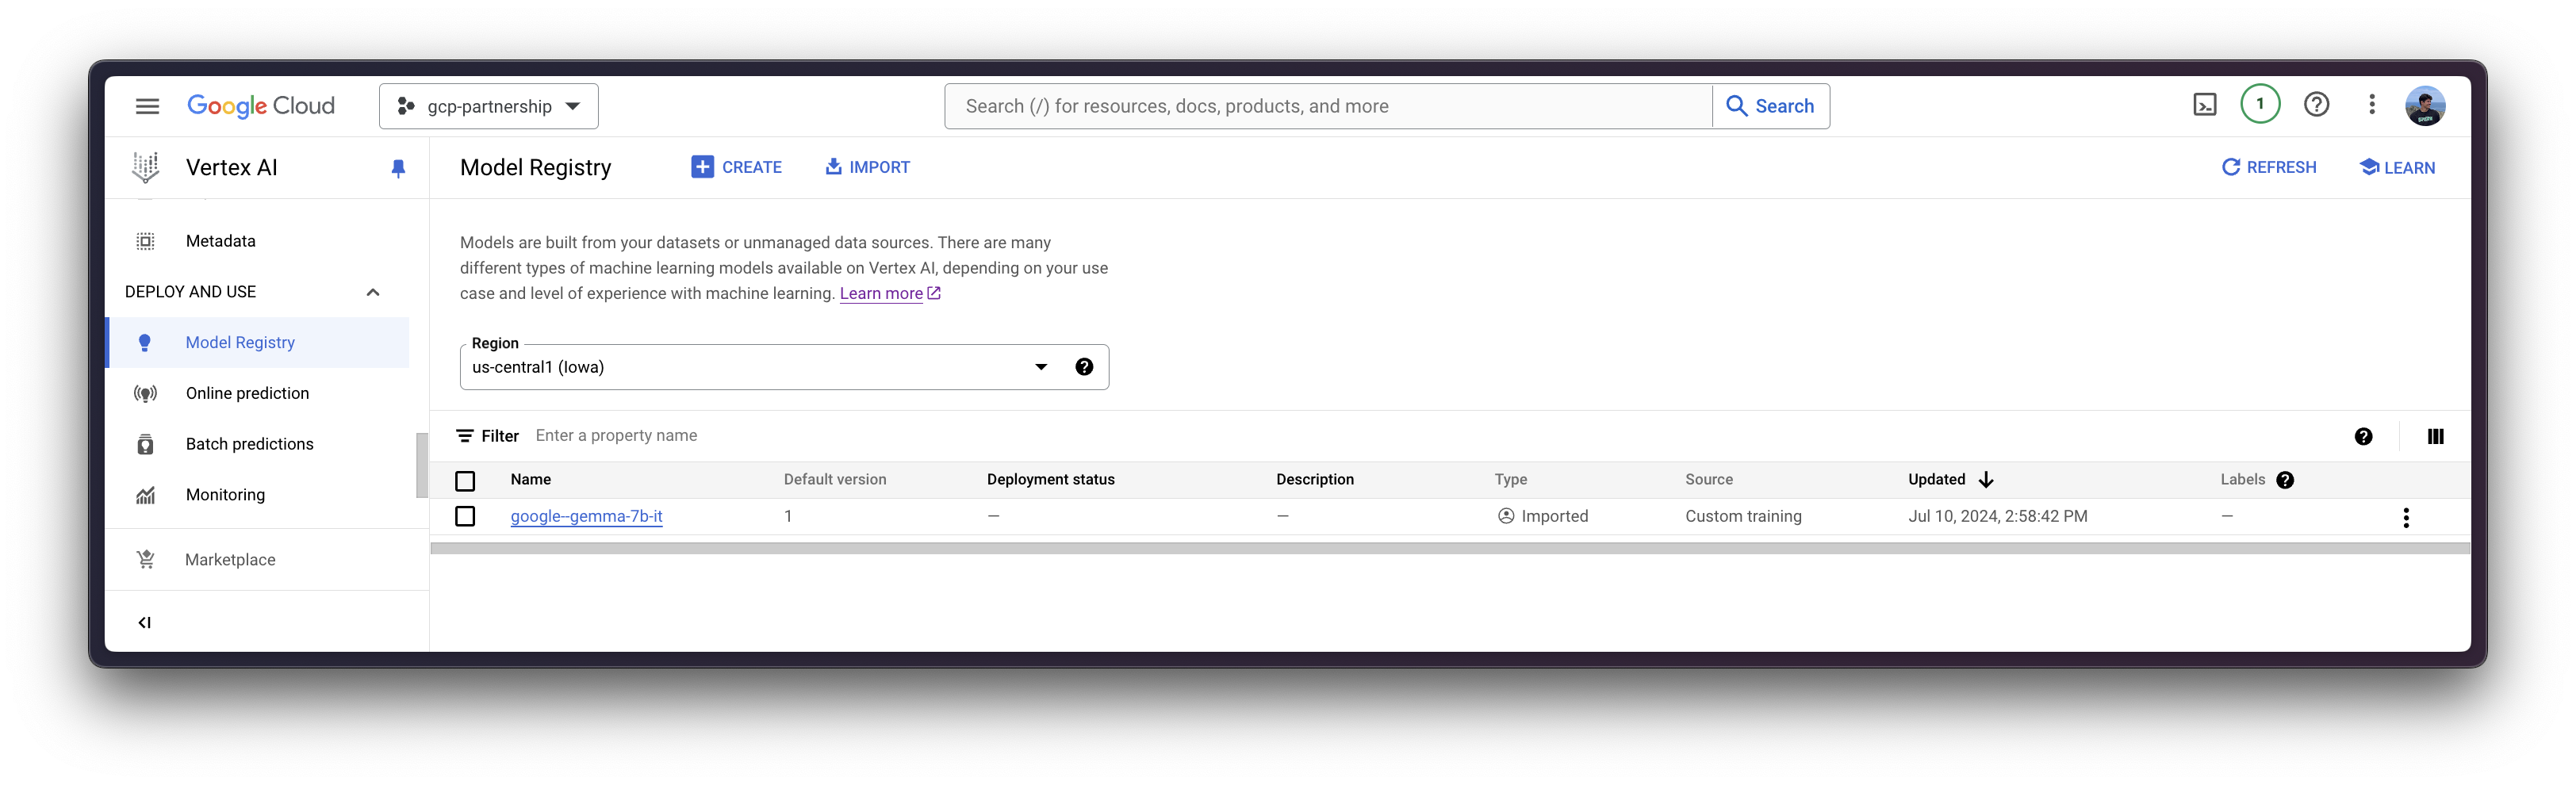 Google Cloud
gcp-partnership
Search (/) for resources, docs, products, and more
Search
1
Vertex AI
Model Registry
CREATE
IMPORT
REFRESH
LEARN
Metadata
DEPLOY AND USE
Model Registry
Online prediction
Batch predictions
Monitoring
Marketplace
Models are built from your datasets or unmanaged data sources. There are many
different types of machine learning models available on Vertex AI, depending on your use
case and level of experience with machine learning. Learn more
Region
us-central1 (Iowa)
Filter Enter a property name
Name Default version Deployment status Description Type Source Updated Labels
google--gemma-7b-it 1 — — Imported Custom training Jul 10, 2024, 2:58:42 PM —